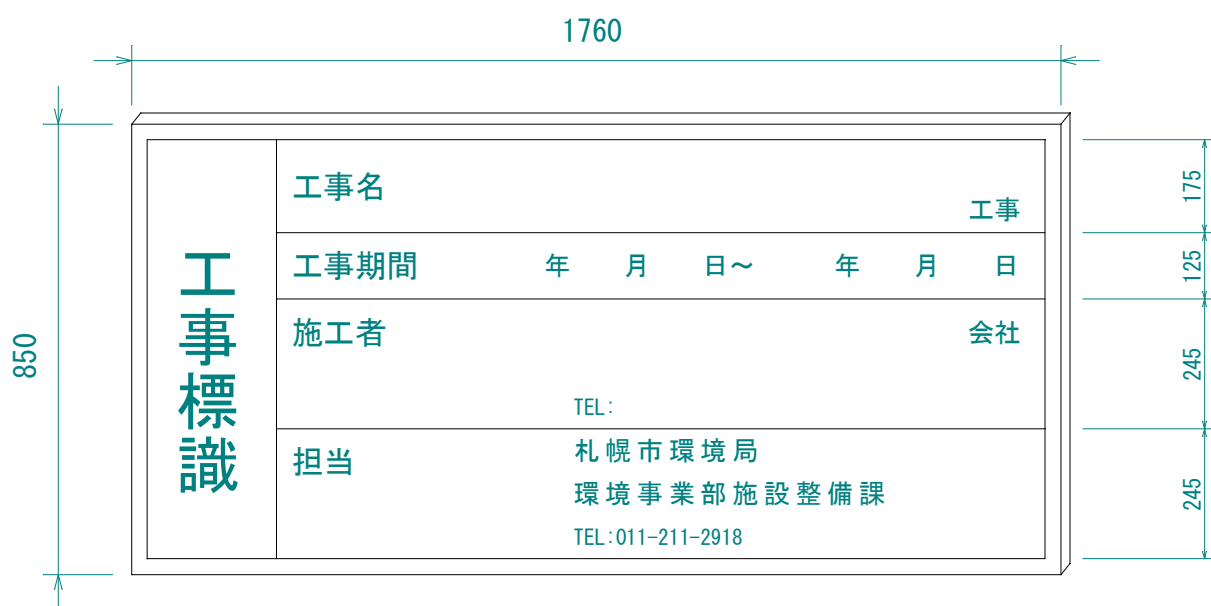 1760
850
工事標識
工事名
工事
175
工事期間 年 月 日～ 年 月 日
125
施工者 会社
TEL:
245
担当 札幌市環境局
環境事業部施設整備課
TEL:011-211-2918
245